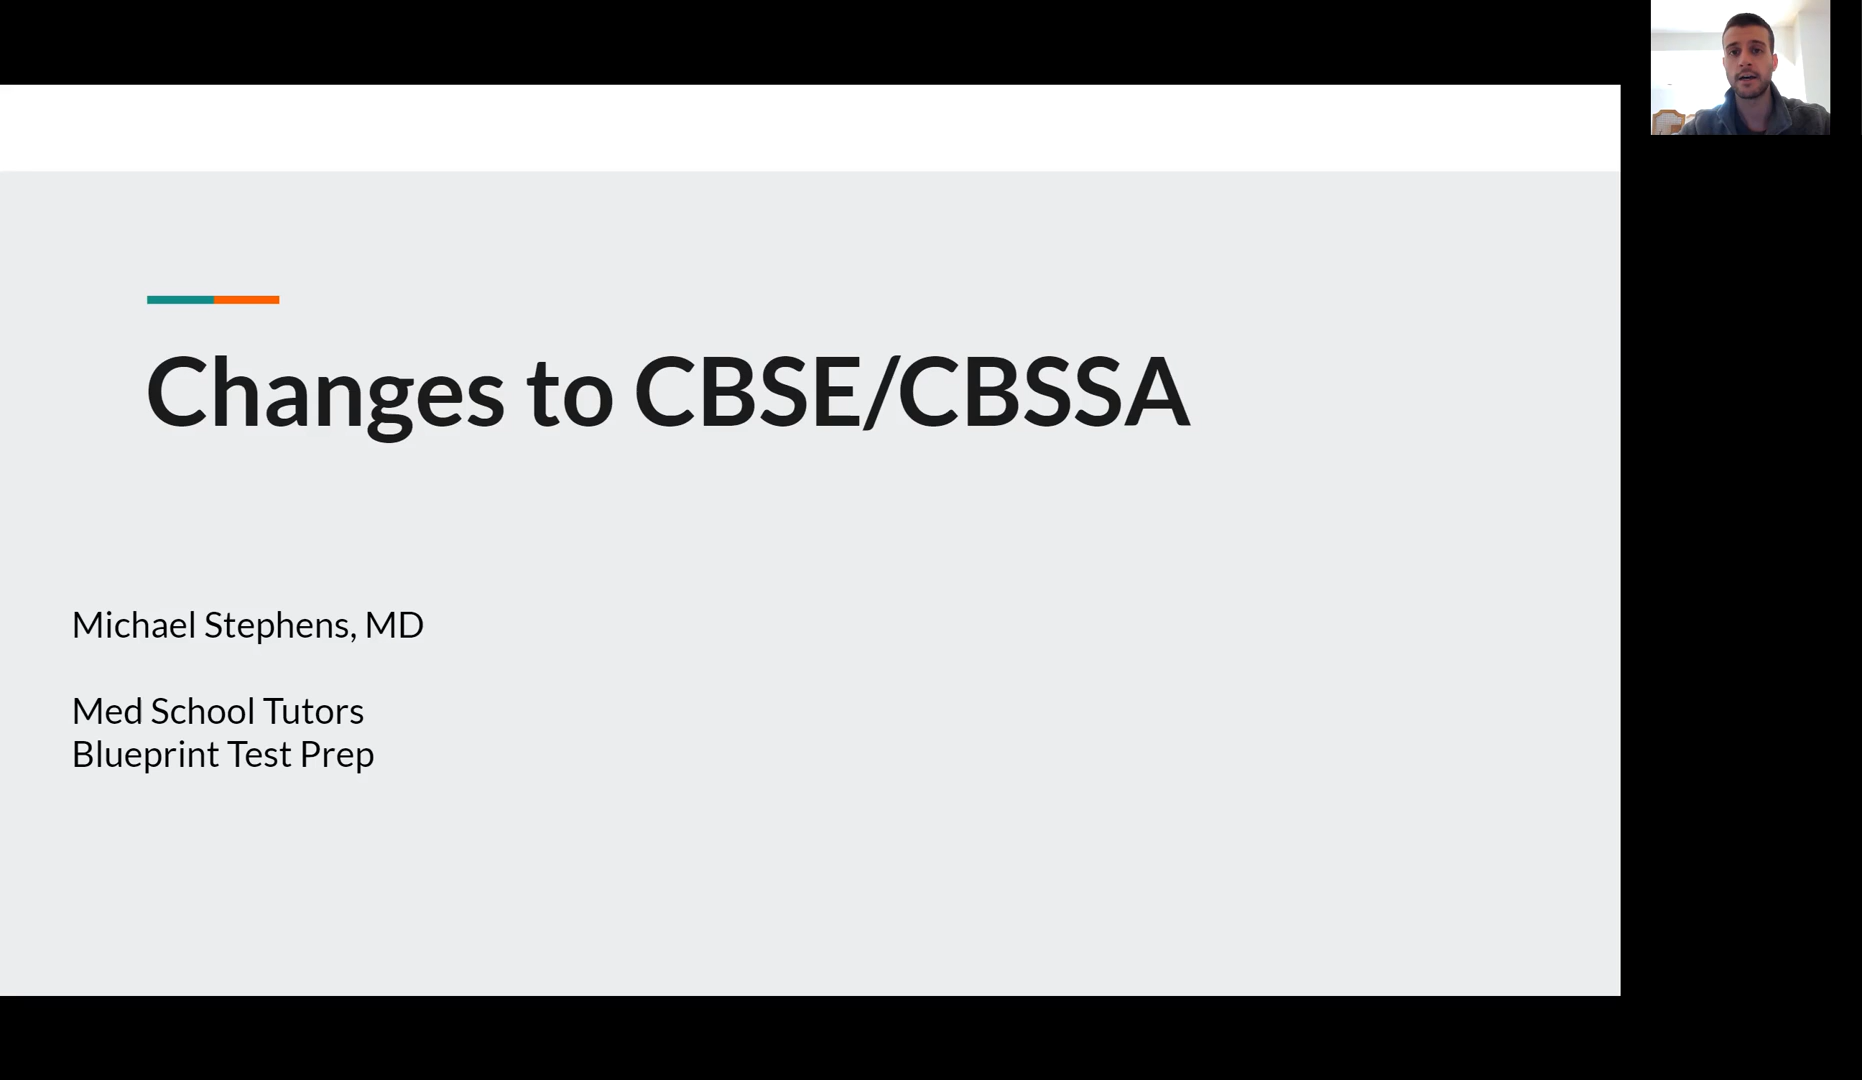 Changes to CBSE/CBSSA
Michael Stephens, MD
Med School Tutors
Blueprint Test Prep